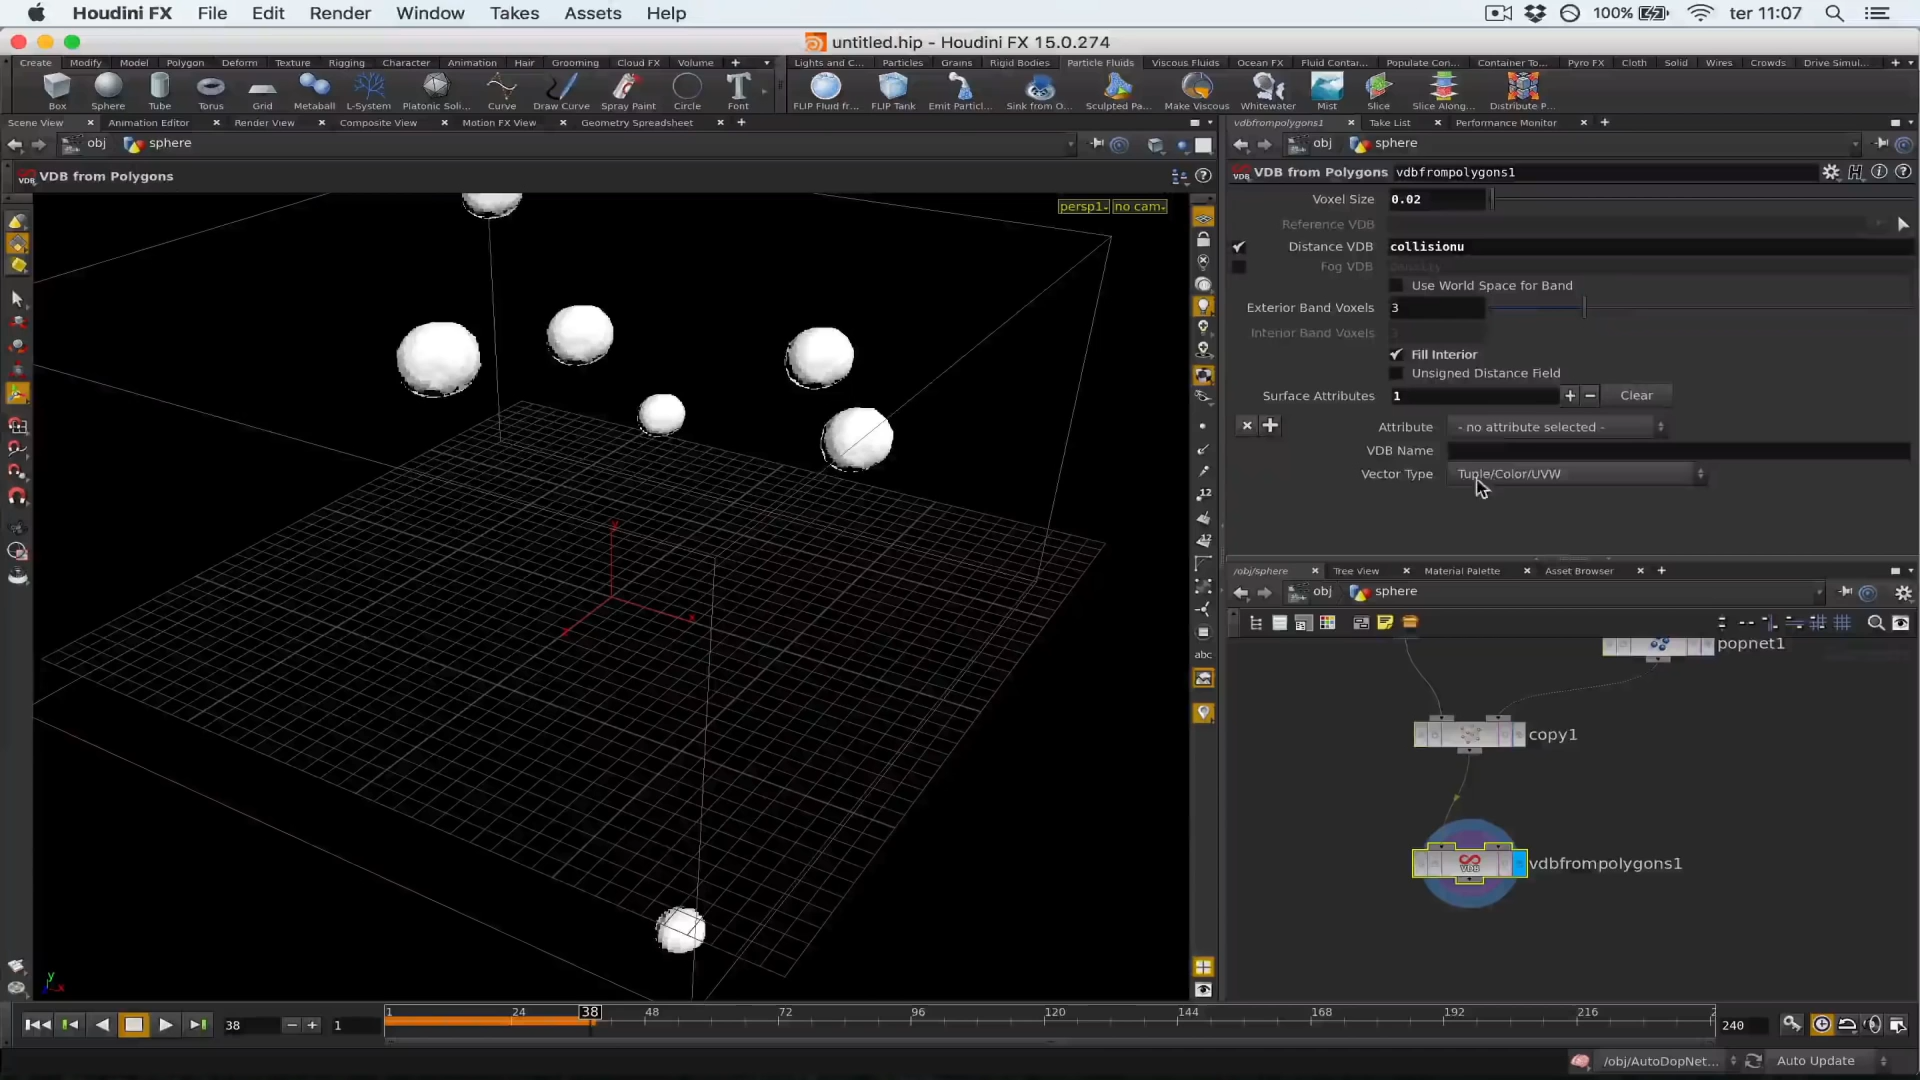 Houdini FX File Edit Render Window Takes Assets Help 100% ter 11:07
untitled.hip - Houdini FX 15.0.274
Create Modify Model Polygon Deform Texture Rigging Character Animation Hair Grooming Cloud FX Volume Lights and C... Particles Grains Rigid Bodies Particle Fluids Viscous Fluids Ocean FX Fluid Contai... Populate Con... Container To... Pyro FX Cloth Solid Wires Crowds Drive Simul...
Box Sphere Tube Torus Grid Metaball L-System Platonic Soli... Curve Draw Curve Spray Paint Circle Font FLIP Fluid fr... FLIP Tank Emit Particl... Sink from O... Sculpted Pa... Make Viscous Whitewater Mist Slice Slice Along... Distribute P...
Scene View Animation Editor Render View Composite View Motion FX View Geometry Spreadsheet vdbfrompolygons1 Take List Performance Monitor
obj sphere obj sphere
VDB from Polygons VDB from Polygons vdbfrompolygons1
persp1 no cam
Voxel Size 0.02
Reference VDB
Distance VDB collisionu
Fog VDB
Use World Space for Band
Exterior Band Voxels 3
Interior Band Voxels
Fill Interior
Unsigned Distance Field
Surface Attributes 1 Clear
Attribute - no attribute selected -
VDB Name
Vector Type Tuple/Color/UVW
/obj/sphere Tree View Material Palette Asset Browser
obj sphere
12
12
abc
popnet1
copy1
VDB
vdbfrompolygons1
x
y
z
y
x
1 24 38 48 72 96 120 144 168 192 216 2
38 1 240
/obj/AutoDopNet... Auto Update